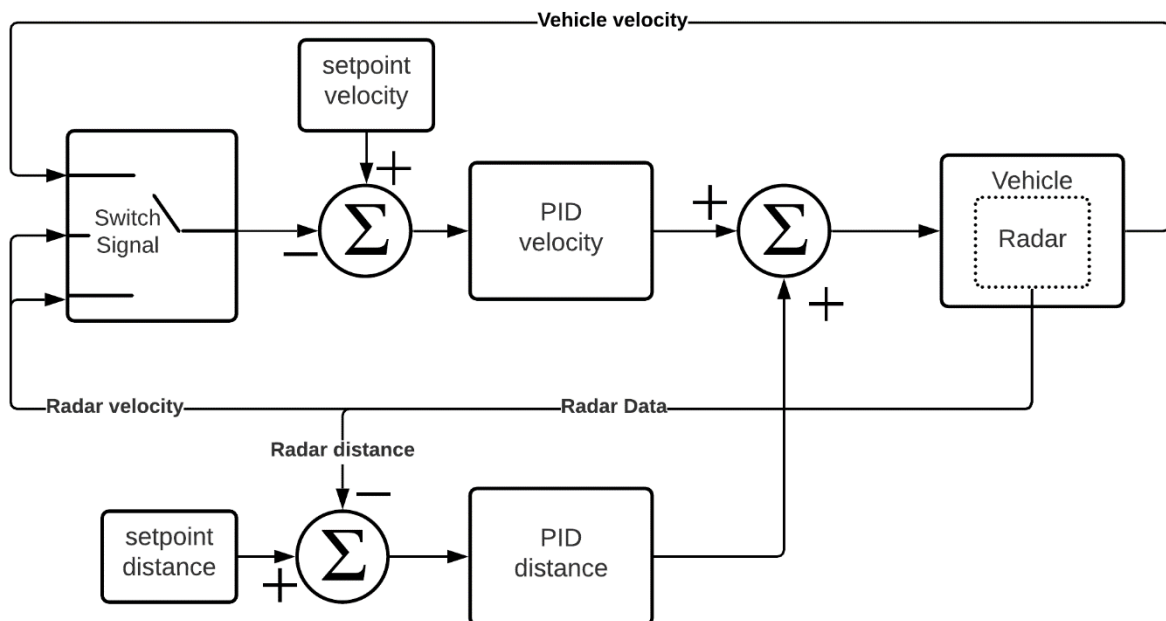 Vehicle velocity
setpoint
velocity
+
Switch
Signal
−
Σ
PID
velocity
+
Σ
+
Vehicle
Radar
Radar velocity
Radar Data
Radar distance
−
setpoint
distance
+
Σ
PID
distance